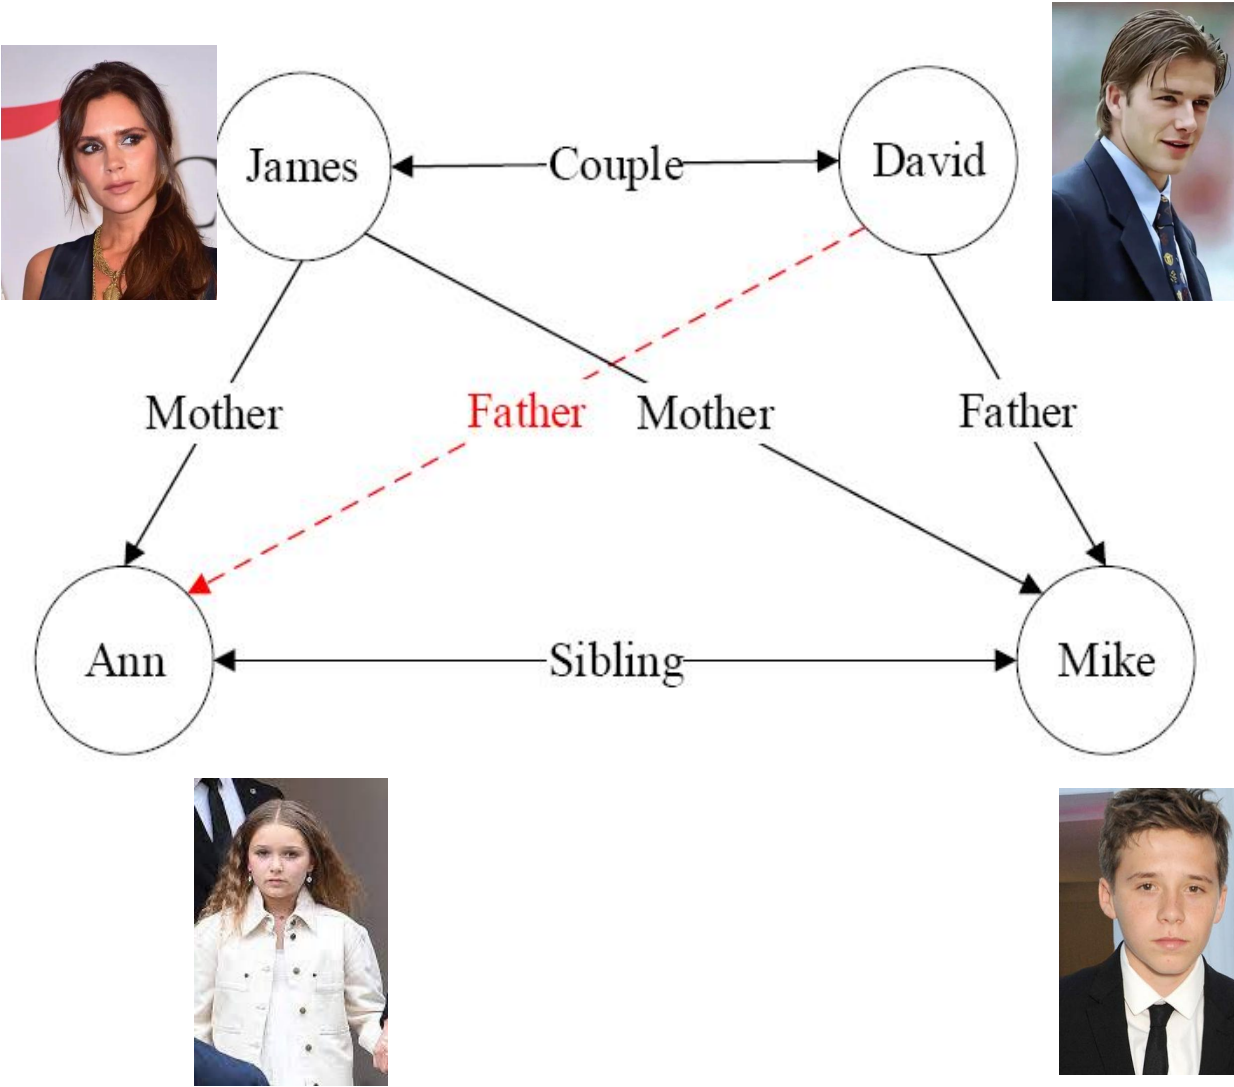 James
Couple
David
Mother
Father
Mother
Father
Ann
Sibling
Mike